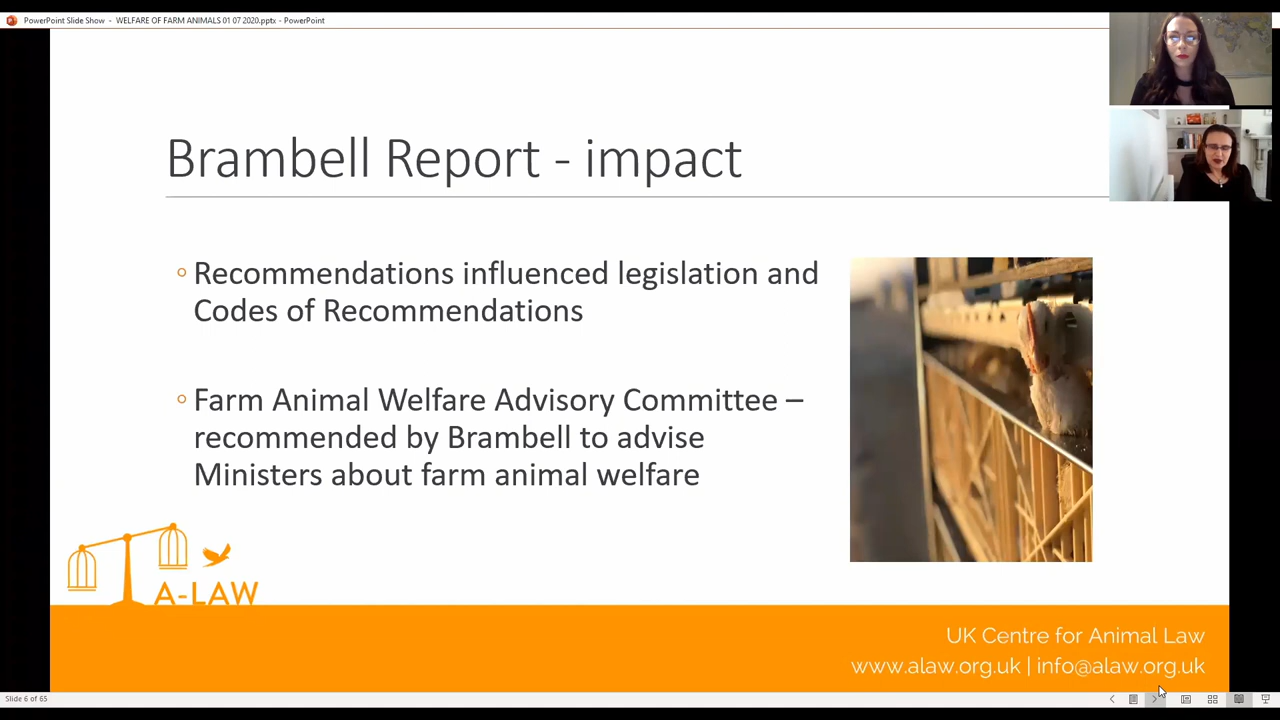 PowerPoint Slide Show - WELFARE OF FARM ANIMALS 01 07 2020.pptx - PowerPoint
Brambell Report - impact
Recommendations influenced legislation and
Codes of Recommendations
Farm Animal Welfare Advisory Committee –
recommended by Brambell to advise
Ministers about farm animal welfare
A-LAW
UK Centre for Animal Law
www.alaw.org.uk | info@alaw.org.uk
Slide 6 of 65